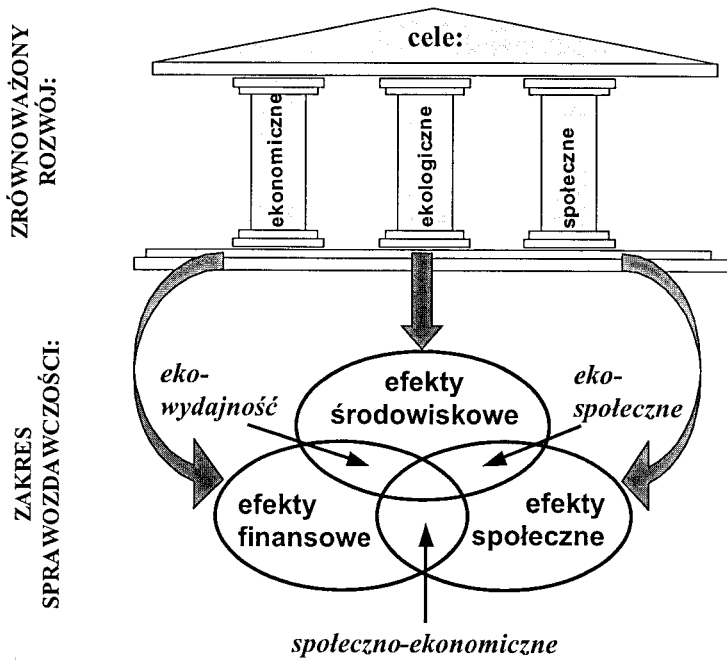 cele:
ZRÓWNOWAŻONY
ROZWÓJ:
ekonomiczne
ekologiczne
społeczne
ZAKRES
SPRAWOZDAWCZOŚCI:
eko-
wydajność
efekty
środowiskowe
eko-
społeczne
efekty
finansowe
efekty
społeczne
społeczno-ekonomiczne